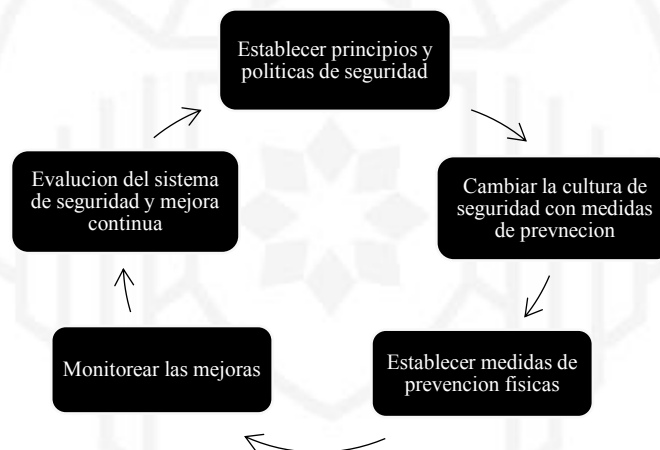 Establecer principios y
politicas de seguridad
Cambiar la cultura de
seguridad con medidas
de prevnecion
Establecer medidas de
prevencion fisicas
Monitorear las mejoras
Evalucion del sistema
de seguridad y mejora
continua